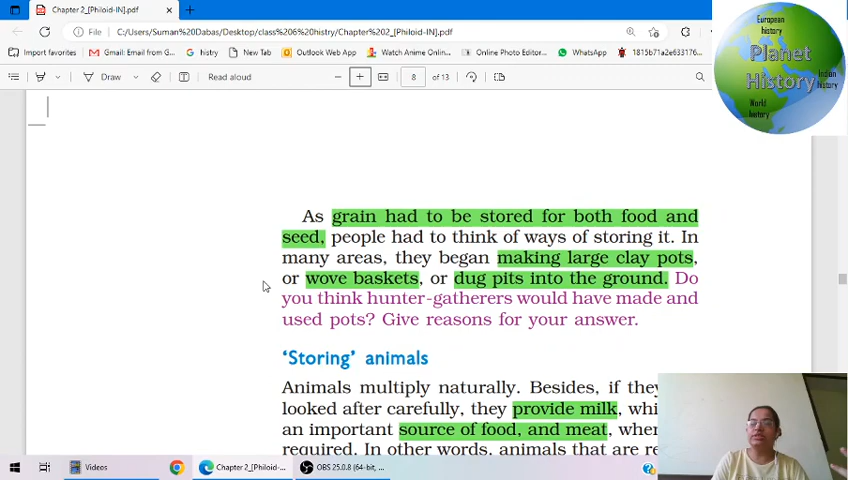 Chapter 2_[Philoid-IN].pdf
File
C:/Users/Suman%20Dabas/Desktop/class%206%20histry/Chapter%202_[Philoid-IN].pdf
Import favorites
Gmail: Email from G...
histry
New Tab
Outlook Web App
Watch Anime Online...
Online Photo Editor...
WhatsApp
1815b71a2e633176...
Draw
Read aloud
8
of 13
European
history
Planet
History
Indian
history
World
history
As grain had to be stored for both food and
seed, people had to think of ways of storing it. In
many areas, they began making large clay pots,
or wove baskets, or dug pits into the ground. Do
you think hunter-gatherers would have made and
used pots? Give reasons for your answer.
‘Storing’ animals
Animals multiply naturally. Besides, if they
looked after carefully, they provide milk, whi
an important source of food, and meat, when
required. In other words, animals that are re
Videos
Chapter 2_[Philoid-...
OBS 25.0.8 (64-bit, ...